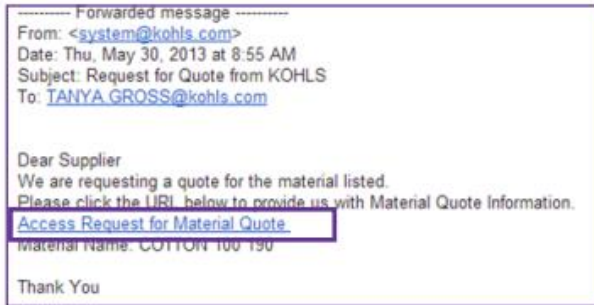 ---------- Forwarded message ----------
From: <system@kohls.com>
Date: Thu, May 30, 2013 at 8:55 AM
Subject: Request for Quote from KOHLS
To: TANYA.GROSS@kohls.com
Dear Supplier
We are requesting a quote for the material listed.
Please click the URL below to provide us with Material Quote Information.
Access Request for Material Quote
Material Name: COTTON 100 190
Thank You